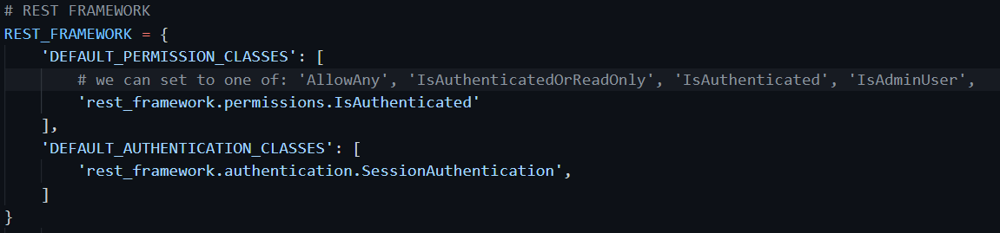 # REST FRAMEWORK
REST_FRAMEWORK = {
    'DEFAULT_PERMISSION_CLASSES': [
        # we can set to one of: 'AllowAny', 'IsAuthenticatedOrReadOnly', 'IsAuthenticated', 'IsAdminUser',
        'rest_framework.permissions.IsAuthenticated'
    ],
    'DEFAULT_AUTHENTICATION_CLASSES': [
        'rest_framework.authentication.SessionAuthentication',
    ]
}